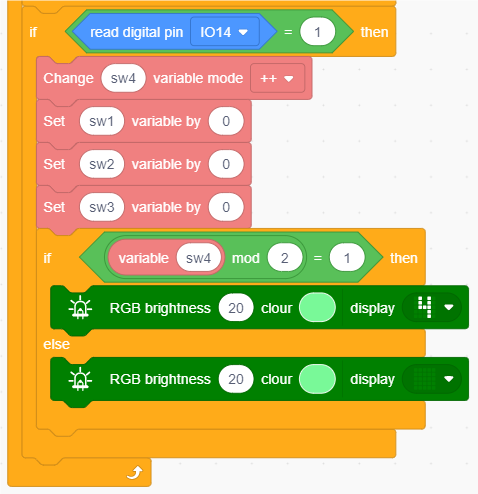 if read digital pin IO14 = 1 then
Change sw4 variable mode ++
Set sw1 variable by 0
Set sw2 variable by 0
Set sw3 variable by 0
if variable sw4 mod 2 = 1 then
RGB brightness 20 clour display 4
else
RGB brightness 20 clour display